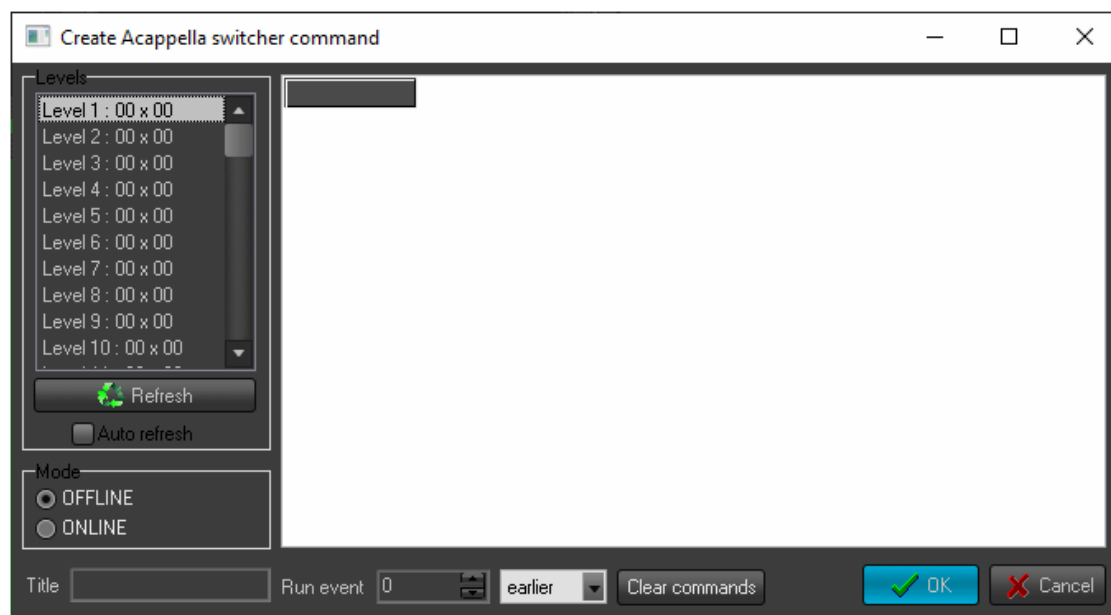 Create Acappella switcher command
Levels
Level 1 : 00 x 00
Level 2 : 00 x 00
Level 3 : 00 x 00
Level 4 : 00 x 00
Level 5 : 00 x 00
Level 6 : 00 x 00
Level 7 : 00 x 00
Level 8 : 00 x 00
Level 9 : 00 x 00
Level 10 : 00 x 00
Refresh
Auto refresh
Mode
OFFLINE
ONLINE
Title Run event 0 earlier Clear commands OK Cancel